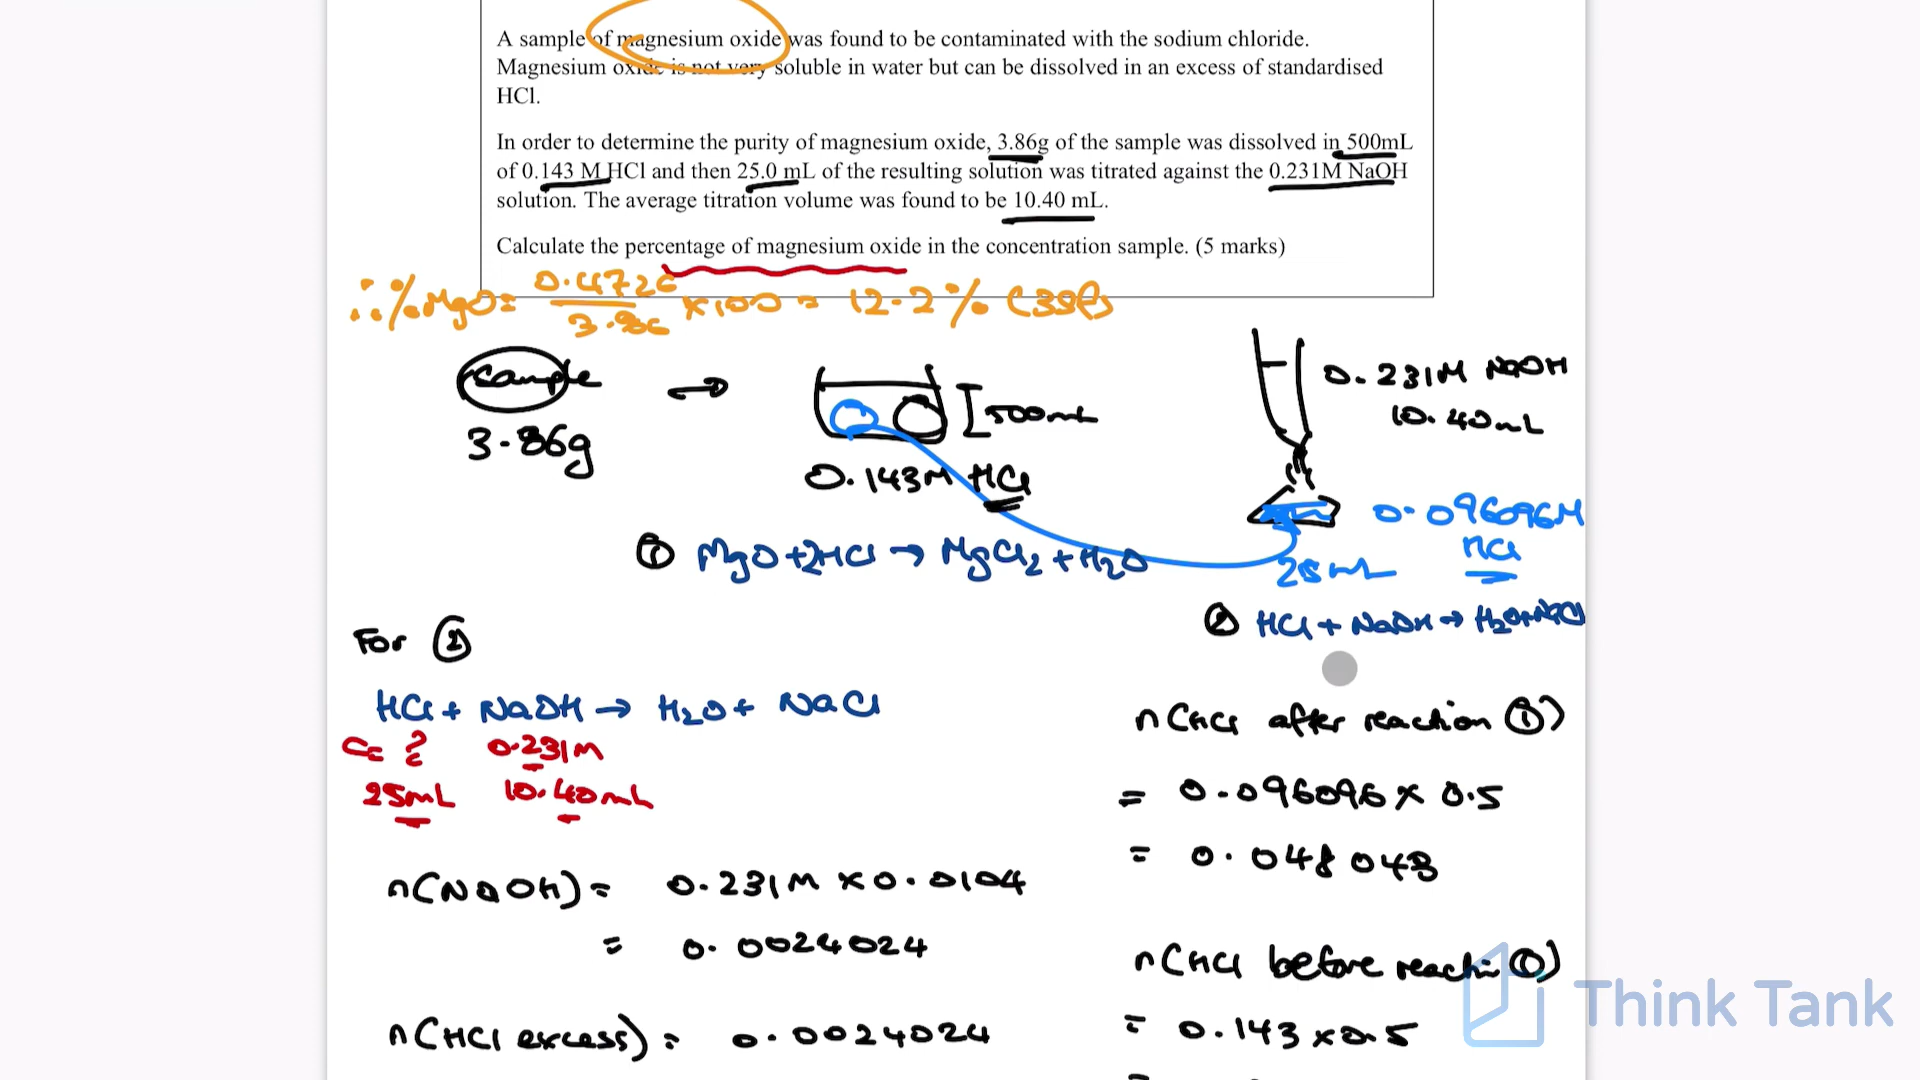 A sample of magnesium oxide was found to be contaminated with the sodium chloride.
Magnesium oxide is not very soluble in water but can be dissolved in an excess of standardised
HCl.
In order to determine the purity of magnesium oxide, 3.86g of the sample was dissolved in 500mL
of 0.143 M HCl and then 25.0 mL of the resulting solution was titrated against the 0.231M NaOH
solution. The average titration volume was found to be 10.40 mL.
Calculate the percentage of magnesium oxide in the concentration sample. (5 marks)
∴ %MgO = 0.4726 / 3.86 × 100 = 12.2% (3sf)
sample → 500mL
3.86g
0.143M HCl
0.231M NaOH
10.40mL
0.096096M
HCl
25mL
① MgO + 2HCl → MgCl₂ + H₂O
② HCl + NaOH → H₂O + NaCl
For ②
HCl + NaOH → H₂O + NaCl
C = ? 0.231M
25mL 10.40mL
n(NaOH) = 0.231M × 0.0104
= 0.0024024
n(HCl excess) = 0.0024024
n(HCl after reaction ①)
= 0.096096 × 0.5
= 0.048048
n(HCl before reacti ①)
= 0.143 × 0.5
=
Think Tank